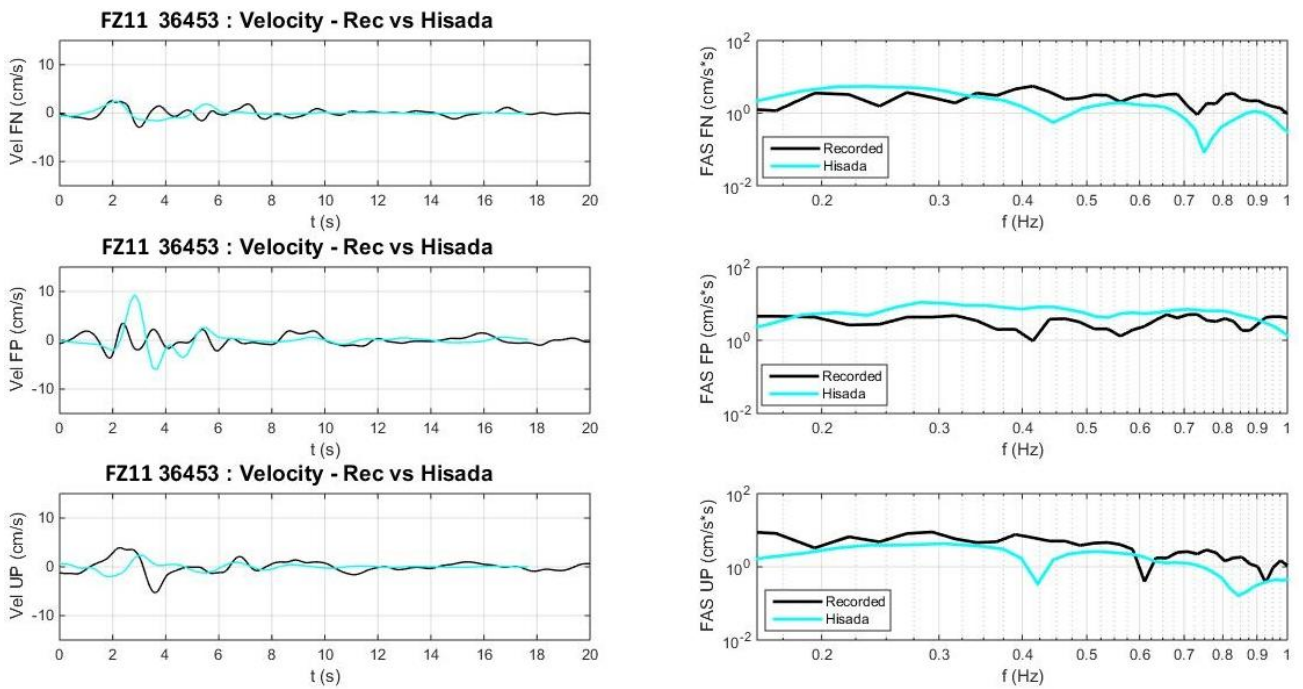 FZ11 36453 : Velocity - Rec vs Hisada
Vel FN (cm/s)
10
0
-10
0 2 4 6 8 10 12 14 16 18 20
t (s)
FAS FN (cm/s*s)
10^2
10^0
10^-2
Recorded
Hisada
0.2 0.3 0.4 0.5 0.6 0.7 0.8 0.9 1
f (Hz)
FZ11 36453 : Velocity - Rec vs Hisada
Vel FP (cm/s)
10
0
-10
0 2 4 6 8 10 12 14 16 18 20
t (s)
FAS FP (cm/s*s)
10^2
10^0
10^-2
Recorded
Hisada
0.2 0.3 0.4 0.5 0.6 0.7 0.8 0.9 1
f (Hz)
FZ11 36453 : Velocity - Rec vs Hisada
Vel UP (cm/s)
10
0
-10
0 2 4 6 8 10 12 14 16 18 20
t (s)
FAS UP (cm/s*s)
10^2
10^0
10^-2
Recorded
Hisada
0.2 0.3 0.4 0.5 0.6 0.7 0.8 0.9 1
f (Hz)